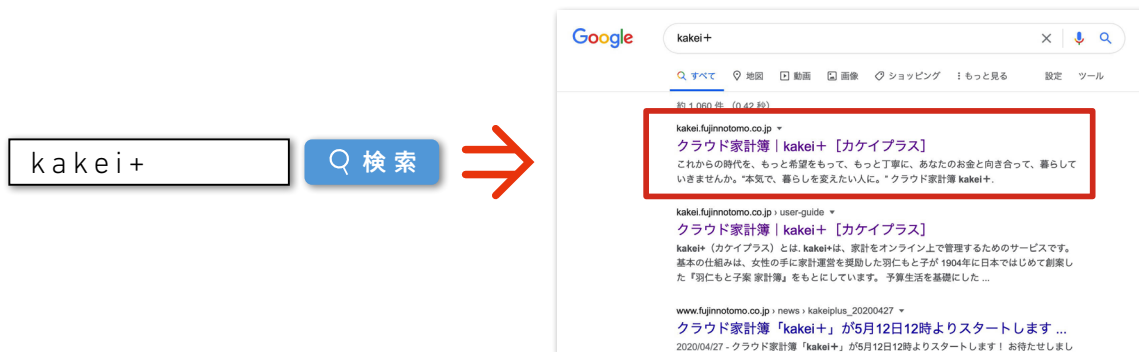 kakei+
検索
Google
kakei＋
すべて 地図 動画 画像 ショッピング もっと見る 設定 ツール
約 1,060 件 （0.42 秒）
kakei.fujinnotomo.co.jp
クラウド家計簿｜kakei＋［カケイプラス］
これからの時代を、もっと希望をもって、もっと丁寧に、あなたのお金と向き合って、暮らして
いきませんか。“本気で、暮らしを変えたい人に。” クラウド家計簿 kakei＋.
kakei.fujinnotomo.co.jp › user-guide
クラウド家計簿｜kakei＋［カケイプラス］
kakei+（カケイプラス）とは. kakei+は、家計をオンライン上で管理するためのサービスです。
基本の仕組みは、女性の手に家計運営を奨励した羽仁もと子が 1904年に日本ではじめて創案し
た『羽仁もと子案 家計簿』をもとにしています。 予算生活を基礎にした ...
www.fujinnotomo.co.jp › news › kakeiplus_20200427
クラウド家計簿「kakei＋」が5月12日12時よりスタートします ...
2020/04/27 - クラウド家計簿「kakei＋」が5月12日12時よりスタートします！ お待たせしまし